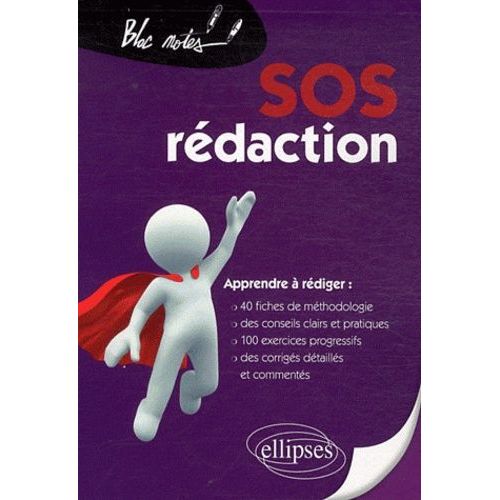 Bloc notes
SOS
rédaction
Apprendre à rédiger :
❍ 40 fiches de méthodologie
❍ des conseils clairs et pratiques
❍ 100 exercices progressifs
❍ des corrigés détaillés
et commentés
ellipses